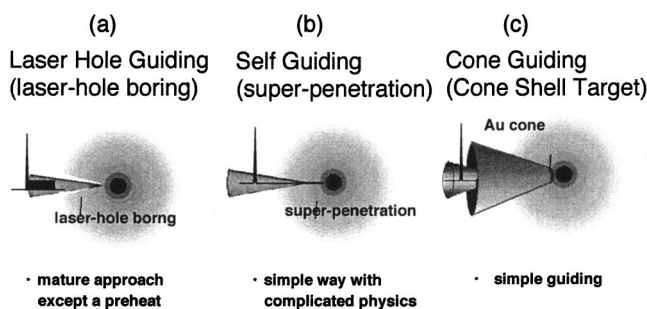 (a)
Laser Hole Guiding
(laser-hole boring)
laser-hole borng
· mature approach
except a preheat
(b)
Self Guiding
(super-penetration)
super-penetration
· simple way with
complicated physics
(c)
Cone Guiding
(Cone Shell Target)
Au cone
· simple guiding